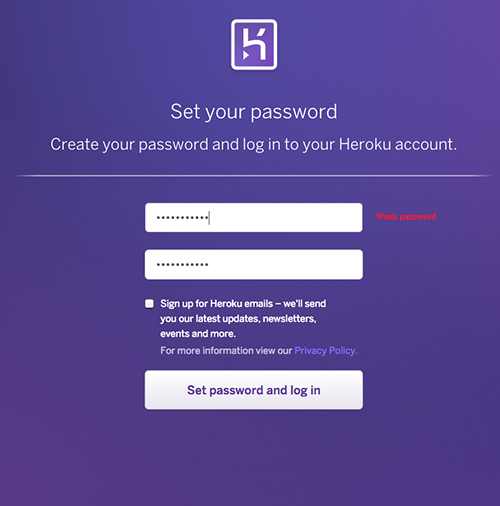 Set your password
Create your password and log in to your Heroku account.
••••••••••• Weak password
•••••••••••
Sign up for Heroku emails – we'll send
you our latest updates, newsletters,
events and more.
For more information view our Privacy Policy.
Set password and log in